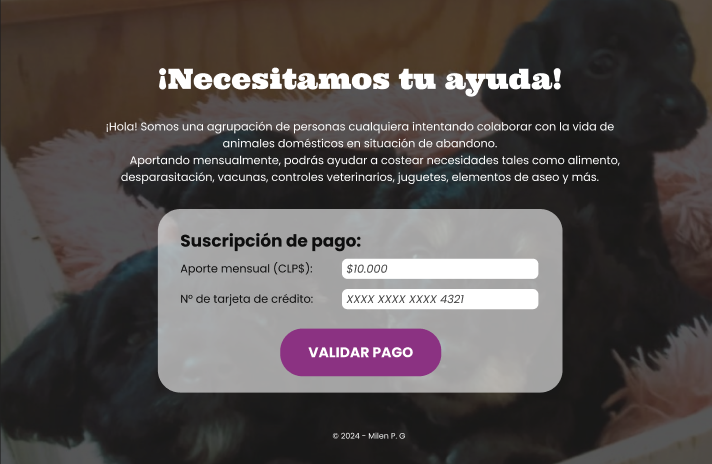 ¡Necesitamos tu ayuda!
¡Hola! Somos una agrupación de personas cualquiera intentando colaborar con la vida de
animales domésticos en situación de abandono.
Aportando mensualmente, podrás ayudar a costear necesidades tales como alimento,
desparasitación, vacunas, controles veterinarios, juguetes, elementos de aseo y más.
Suscripción de pago:
Aporte mensual (CLP$): $10.000
Nº de tarjeta de crédito: XXXX XXXX XXXX 4321
VALIDAR PAGO
© 2024 - Milen P. G